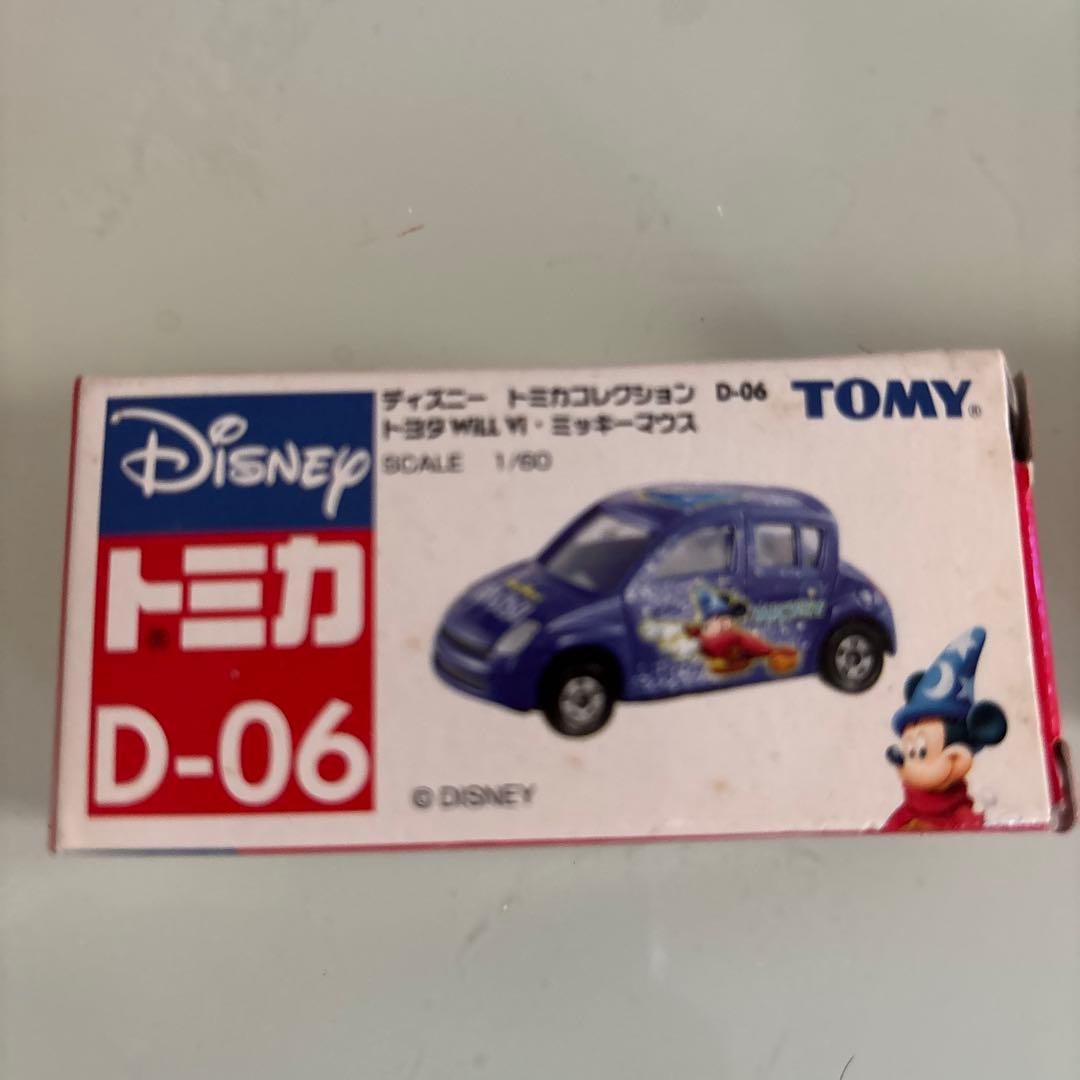 DISNEY
トミカ
D-06
ディズニー トミカコレクション D-06
トヨタ WiLL Vi・ミッキーマウス
SCALE 1/60
TOMY®
© DISNEY